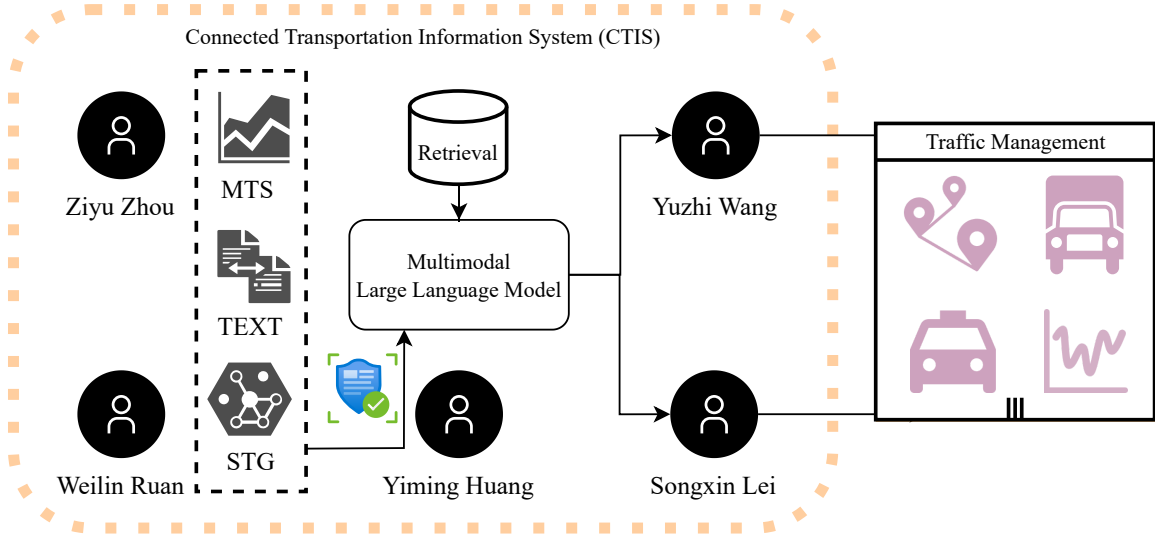 Connected Transportation Information System (CTIS)
Ziyu Zhou
MTS
Retrieval
Yuzhi Wang
Traffic Management
TEXT
Multimodal
Large Language Model
Weilin Ruan
STG
Yiming Huang
Songxin Lei